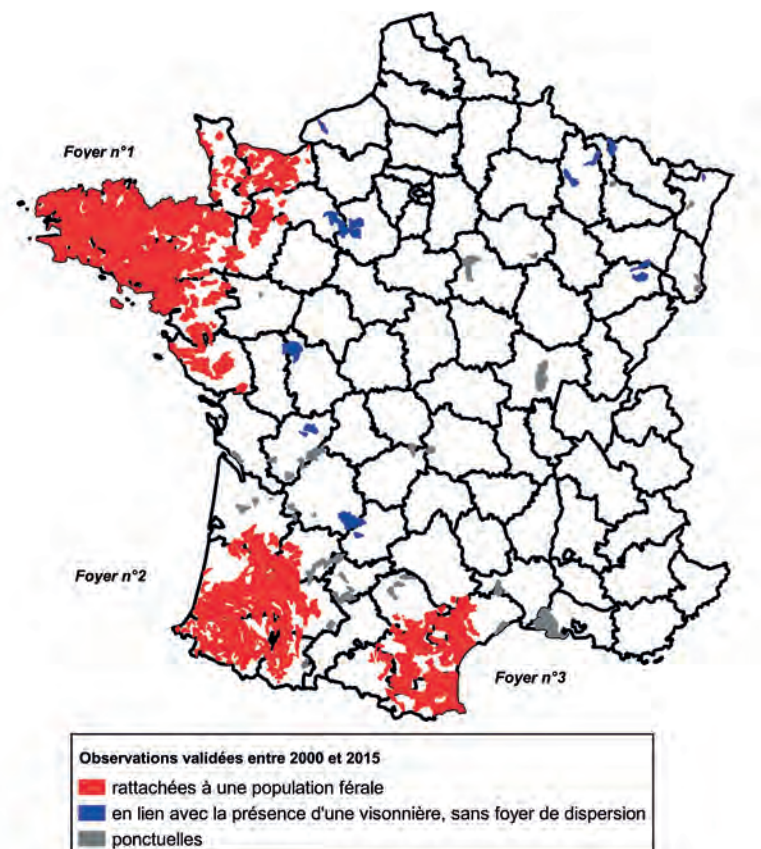 Foyer n°1
Foyer n°2
Foyer n°3
Observations validées entre 2000 et 2015
rattachées à une population férale
en lien avec la présence d'une visonnière, sans foyer de dispersion
ponctuelles